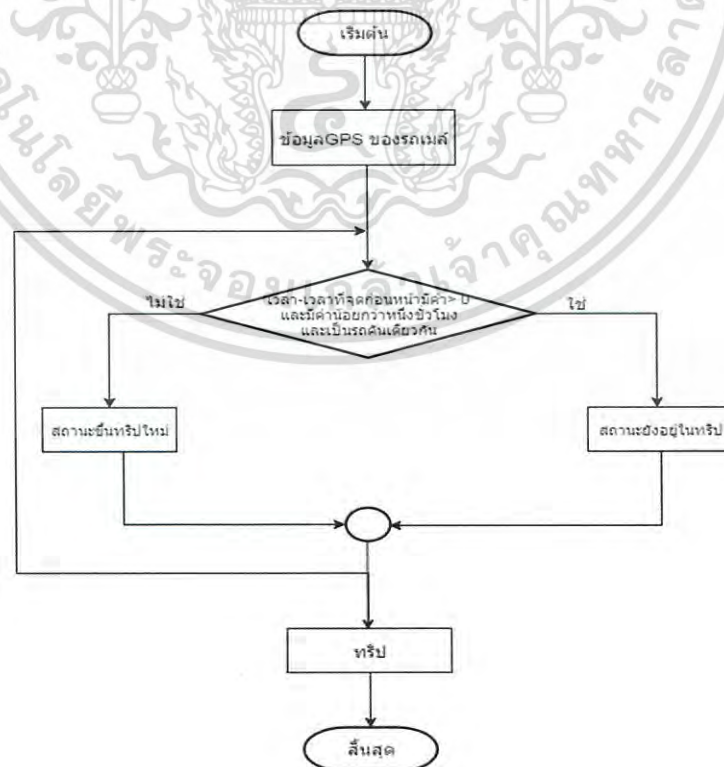 เริ่มต้น
ข้อมูลGPS ของรถเมล์
เวลา-เวลาที่จุดก่อนหน้ามีค่า> 0
และมีค่าน้อยกว่าหนึ่งชั่วโมง
และเป็นรถคันเดียวกัน
ไม่ใช่
ใช่
สถานะขึ้นทริปใหม่
สถานะยังอยู่ในทริป
ทริป
สิ้นสุด